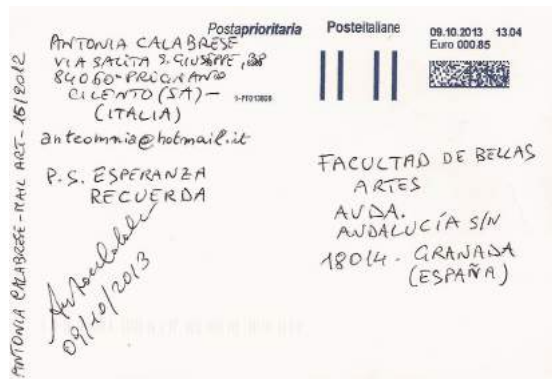 Postaprioritaria
Posteitaliane
09.10.2013 13.04
Euro 000.85
ANTONIA CALABRESE
VIA SALITA S. GIUSEPPE,
84060-PRIGNANO
CILENTO (SA) -
(ITALIA)
anteomnia@hotmail.it
P.S. ESPERANZA
RECUERDA
09/10/2013
FACULTAD DE BELLAS
ARTES
AVDA.
ANDALUCÍA S/N
18014 - GRANADA
(ESPAÑA)
ANTONIA CALABRESE - MAIL ART - 15/2012